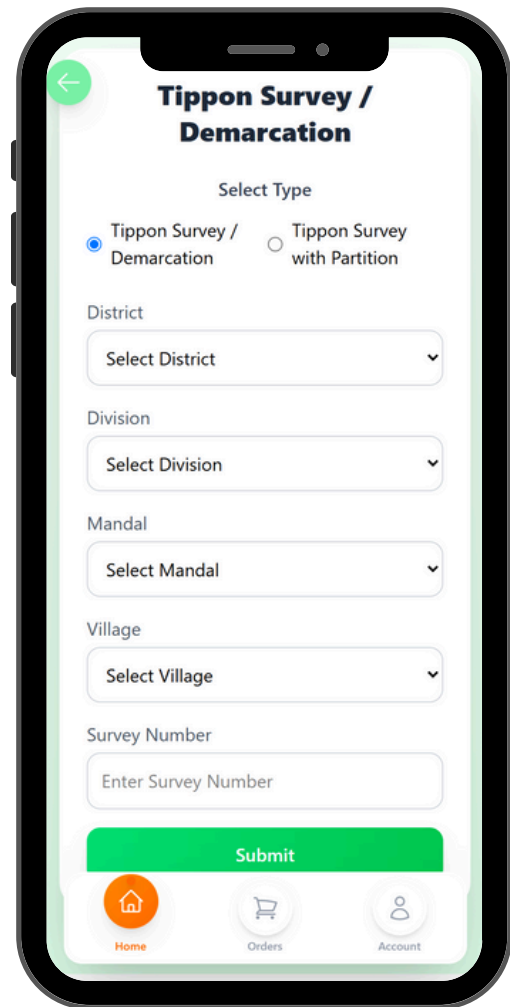 Tippon Survey /
Demarcation
Select Type
Tippon Survey /
Demarcation
Tippon Survey
with Partition
District
Select District
Division
Select Division
Mandal
Select Mandal
Village
Select Village
Survey Number
Enter Survey Number
Submit
Home
Orders
Account